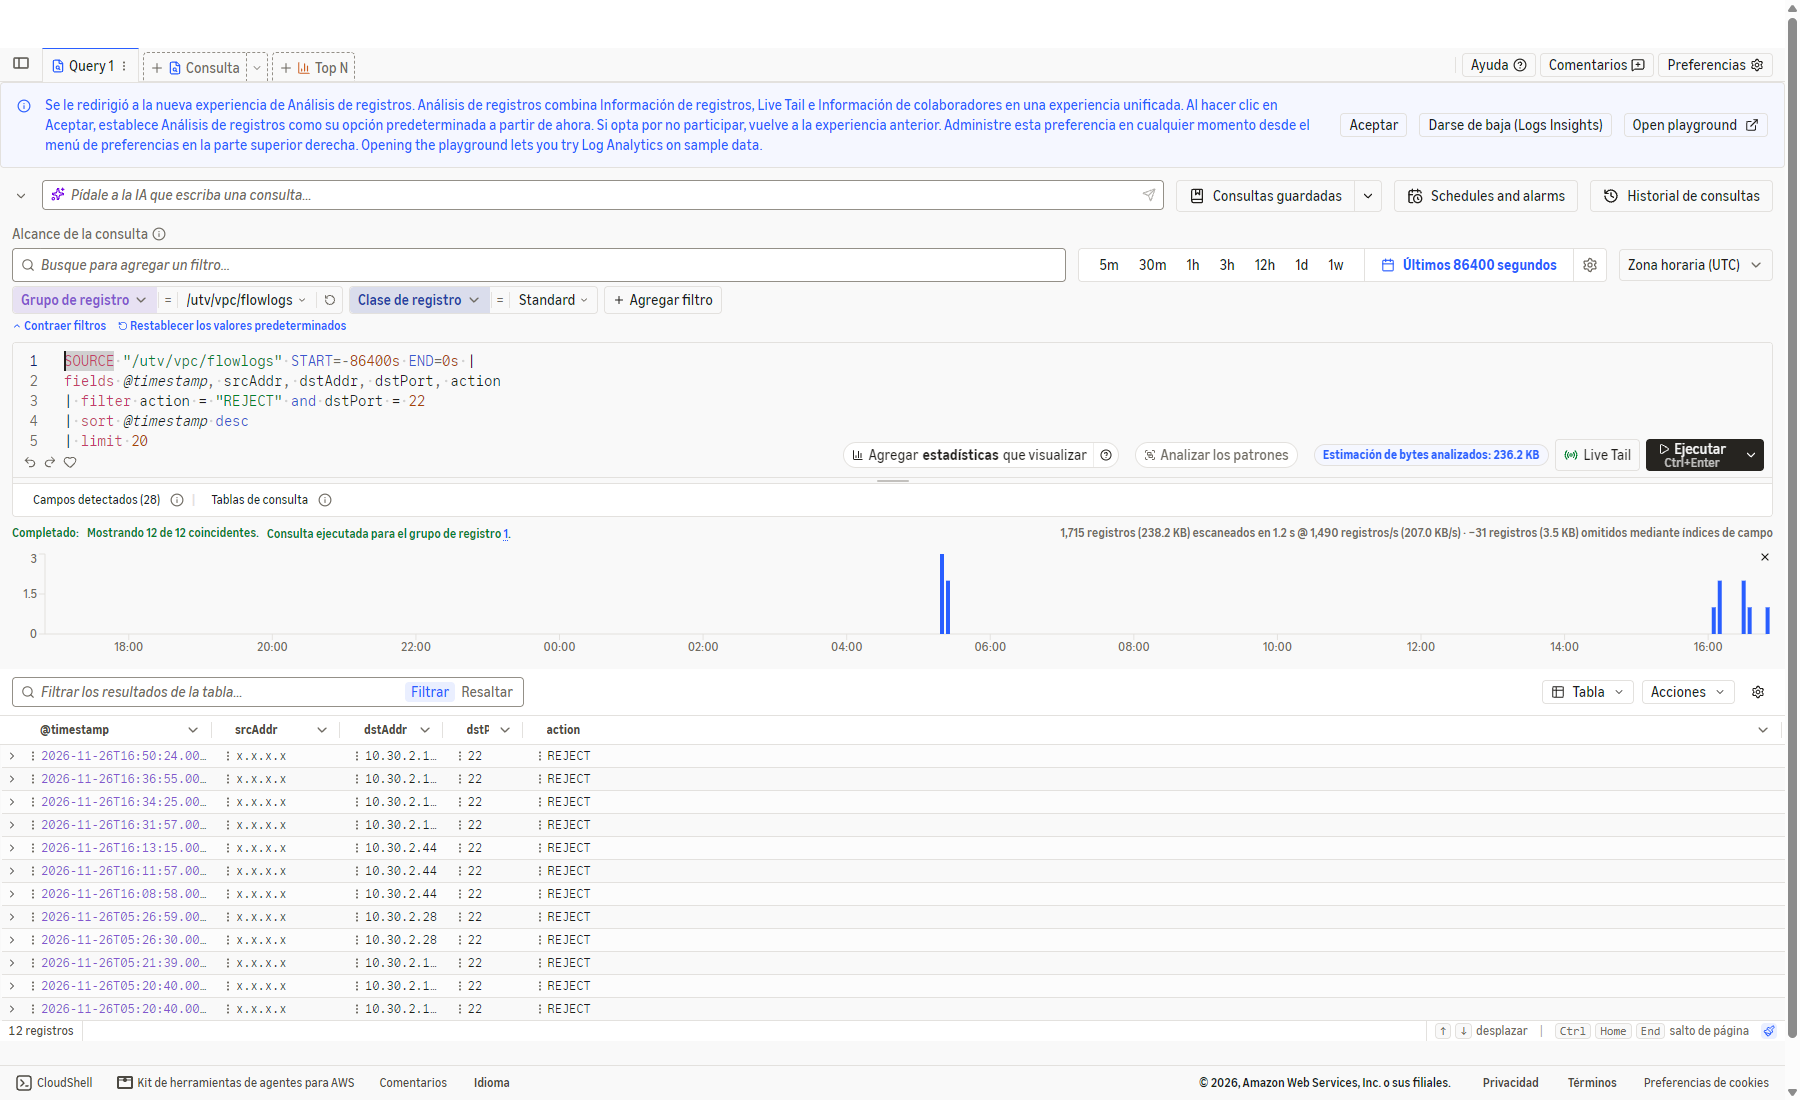 Query 1
+ Consulta
+ Top N
Ayuda
Comentarios
Preferencias
Se le redirigió a la nueva experiencia de Análisis de registros. Análisis de registros combina Información de registros, Live Tail e Información de colaboradores en una experiencia unificada. Al hacer clic en
Aceptar, establece Análisis de registros como su opción predeterminada a partir de ahora. Si opta por no participar, vuelve a la experiencia anterior. Administre esta preferencia en cualquier momento desde el
menú de preferencias en la parte superior derecha. Opening the playground lets you try Log Analytics on sample data.
Aceptar
Darse de baja (Logs Insights)
Open playground
Pídale a la IA que escriba una consulta...
Consultas guardadas
Schedules and alarms
Historial de consultas
Alcance de la consulta
Busque para agregar un filtro...
5m 30m 1h 3h 12h 1d 1w
Últimos 86400 segundos
Zona horaria (UTC)
Grupo de registro = /utv/vpc/flowlogs
Clase de registro = Standard
+ Agregar filtro
Contraer filtros
Restablecer los valores predeterminados
1 SOURCE "/utv/vpc/flowlogs" START=-86400s END=0s |
2 fields @timestamp, srcAddr, dstAddr, dstPort, action
3 | filter action = "REJECT" and dstPort = 22
4 | sort @timestamp desc
5 | limit 20
Agregar estadísticas que visualizar
Analizar los patrones
Estimación de bytes analizados: 236.2 KB
Live Tail
Ejecutar
Ctrl+Enter
Campos detectados (28)
Tablas de consulta
Completado: Mostrando 12 de 12 coincidentes. Consulta ejecutada para el grupo de registro 1.
1,715 registros (238.2 KB) escaneados en 1.2 s @ 1,490 registros/s (207.0 KB/s) · ~31 registros (3.5 KB) omitidos mediante índices de campo
3
1.5
0
18:00 20:00 22:00 00:00 02:00 04:00 06:00 08:00 10:00 12:00 14:00 16:00
Filtrar los resultados de la tabla...
Filtrar
Resaltar
Tabla
Acciones
@timestamp srcAddr dstAddr dstP action
2026-11-26T16:50:24.00… x.x.x.x 10.30.2.1… 22 REJECT
2026-11-26T16:36:55.00… x.x.x.x 10.30.2.1… 22 REJECT
2026-11-26T16:34:25.00… x.x.x.x 10.30.2.1… 22 REJECT
2026-11-26T16:31:57.00… x.x.x.x 10.30.2.1… 22 REJECT
2026-11-26T16:13:15.00… x.x.x.x 10.30.2.44 22 REJECT
2026-11-26T16:11:57.00… x.x.x.x 10.30.2.44 22 REJECT
2026-11-26T16:08:58.00… x.x.x.x 10.30.2.44 22 REJECT
2026-11-26T05:26:59.00… x.x.x.x 10.30.2.28 22 REJECT
2026-11-26T05:26:30.00… x.x.x.x 10.30.2.28 22 REJECT
2026-11-26T05:21:39.00… x.x.x.x 10.30.2.1… 22 REJECT
2026-11-26T05:20:40.00… x.x.x.x 10.30.2.1… 22 REJECT
2026-11-26T05:20:40.00… x.x.x.x 10.30.2.1… 22 REJECT
12 registros
↑ ↓ desplazar | Ctrl Home End salto de página
CloudShell
Kit de herramientas de agentes para AWS
Comentarios
Idioma
© 2026, Amazon Web Services, Inc. o sus filiales.
Privacidad
Términos
Preferencias de cookies